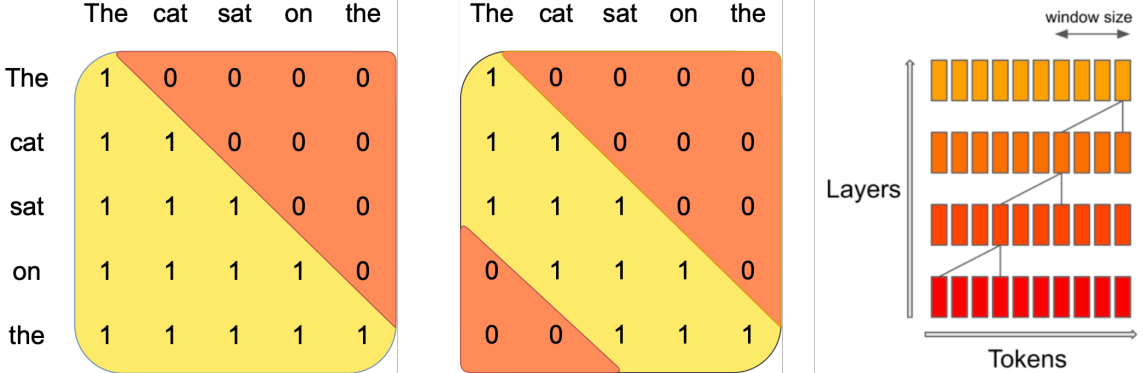 The cat sat on the
The 1 0 0 0 0
cat 1 1 0 0 0
sat 1 1 1 0 0
on 1 1 1 1 0
the 1 1 1 1 1
The cat sat on the
1 0 0 0 0
1 1 0 0 0
1 1 1 0 0
0 1 1 1 0
0 0 1 1 1
window size
Layers
Tokens